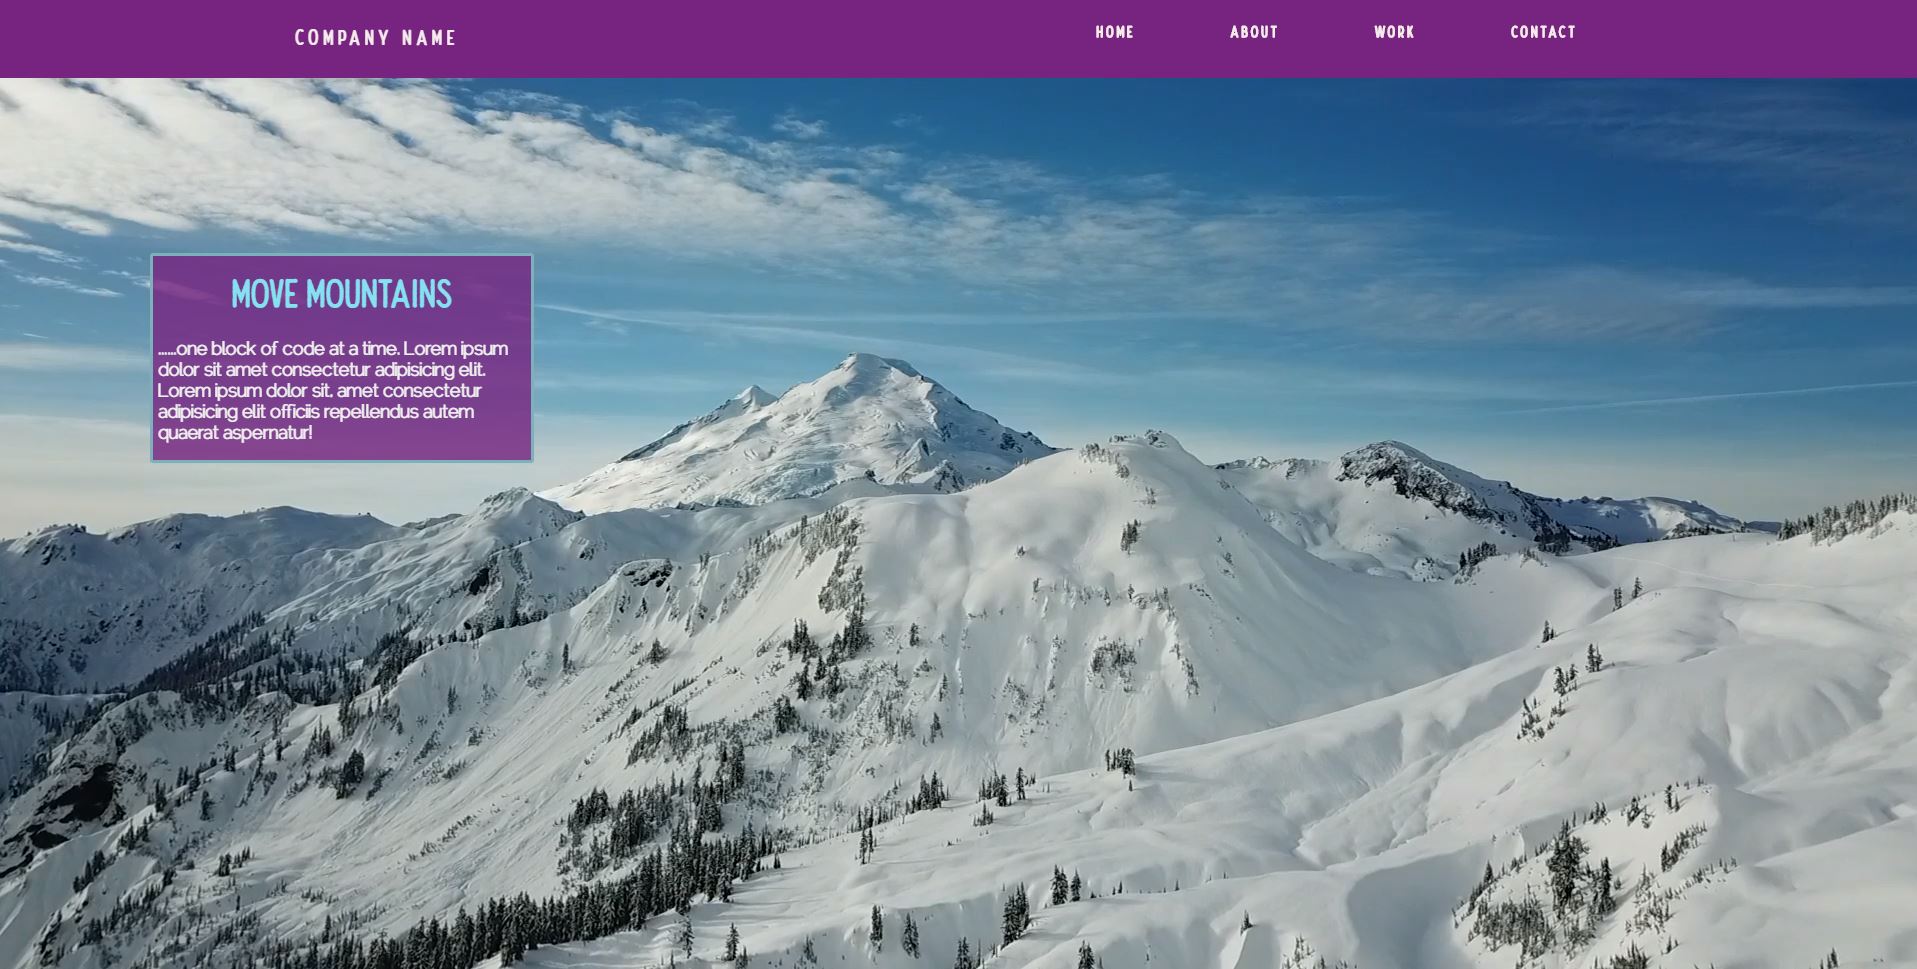 COMPANY NAME
HOME ABOUT WORK CONTACT
MOVE MOUNTAINS
......one block of code at a time. Lorem ipsum
dolor sit amet consectetur adipisicing elit.
Lorem ipsum dolor sit. amet consectetur
adipisicing elit officiis repellendus autem
quaerat aspernatur!